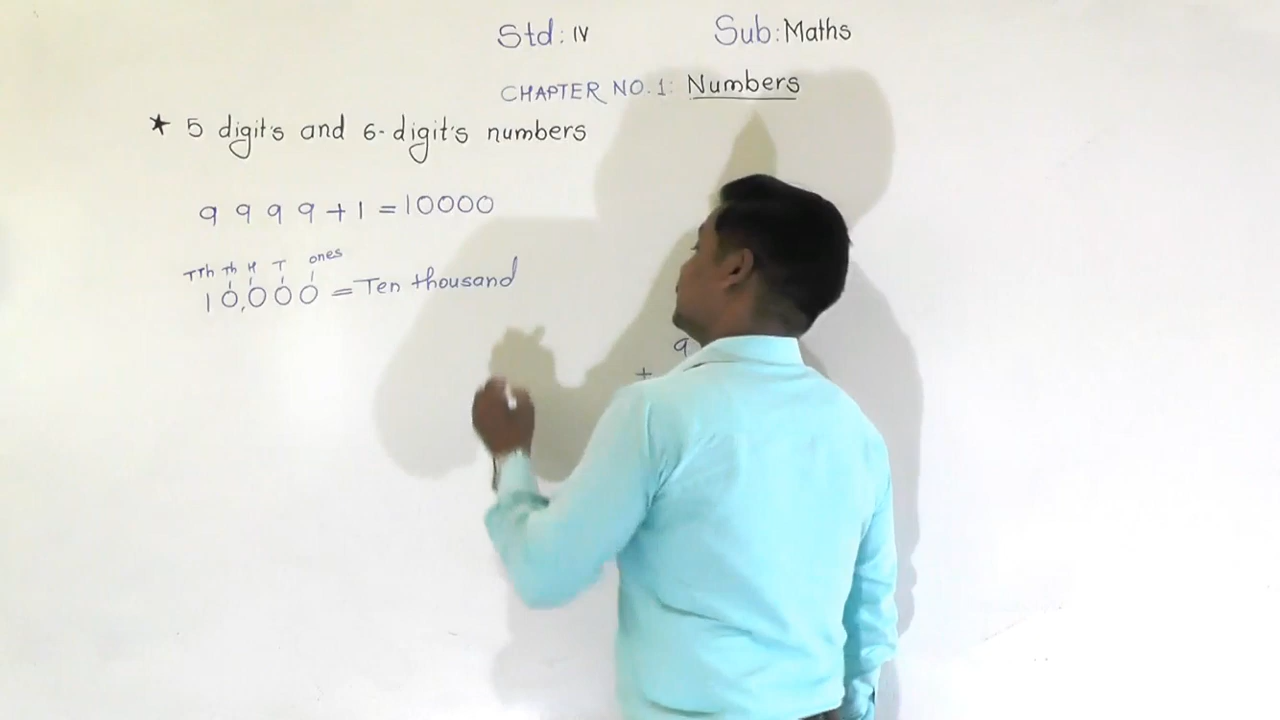 Std: IV Sub: Maths
CHAPTER NO. 1: Numbers
★ 5 digit's and 6-digit's numbers
9 9 9 9 + 1 = 10000
TTh Th H T ones
10,000 = Ten thousand
9
+